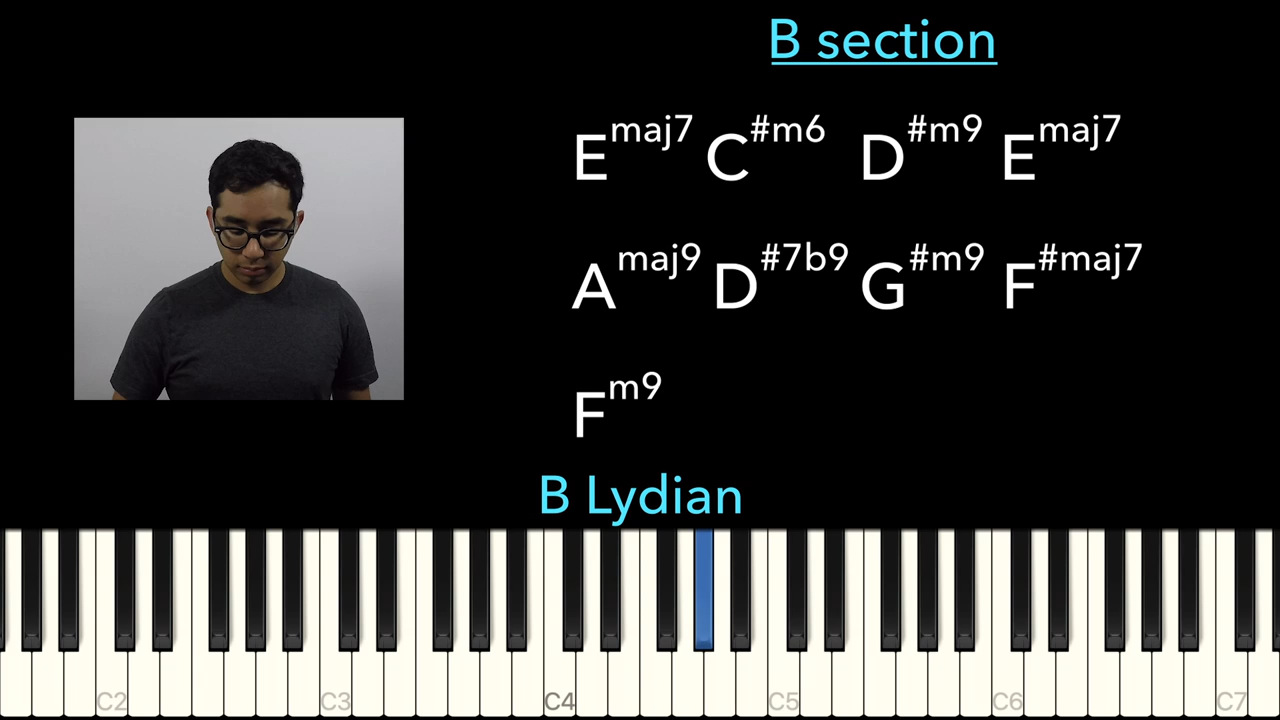 B section
Emaj7 C#m6 D#m9 Emaj7
Amaj9 D#7b9 G#m9 F#maj7
Fm9
B Lydian
C2 C3 C4 C5 C6 C7